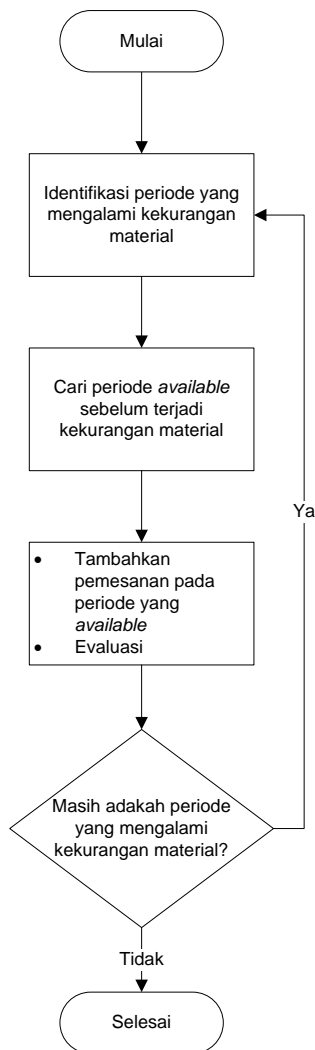 Mulai
Identifikasi periode yang
mengalami kekurangan
material
Cari periode available
sebelum terjadi
kekurangan material
• Tambahkan
pemesanan pada
periode yang
available
• Evaluasi
Ya
Masih adakah periode
yang mengalami
kekurangan material?
Tidak
Selesai